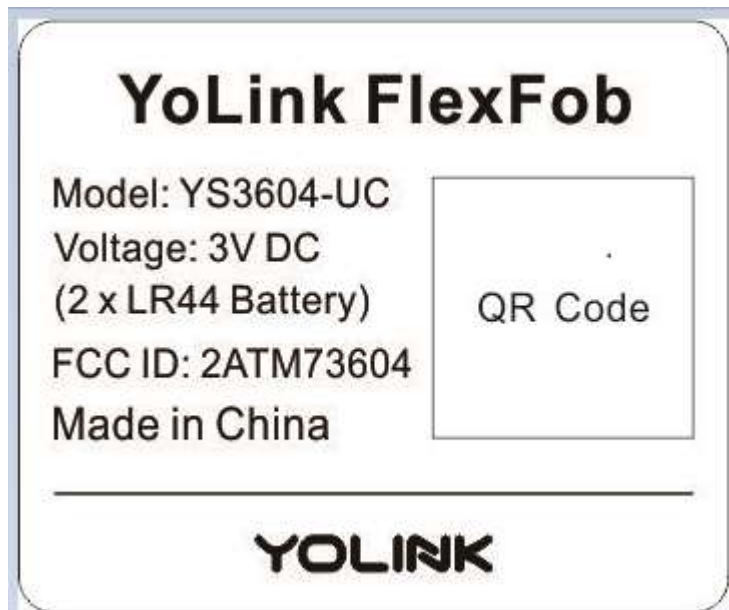 YoLink FlexFob
Model: YS3604-UC
Voltage: 3V DC
(2 x LR44 Battery)
QR Code
FCC ID: 2ATM73604
Made in China
YOLINK